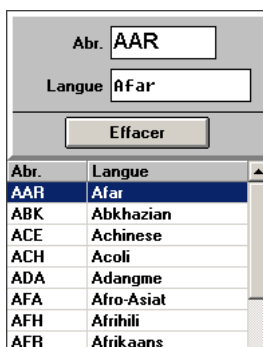 Abr. AAR
Langue Afar
Effacer
Abr. Langue
AAR Afar
ABK Abkhazian
ACE Achinese
ACH Acoli
ADA Adangme
AFA Afro-Asiat
AFH Afrihili
AFR Afrikaans